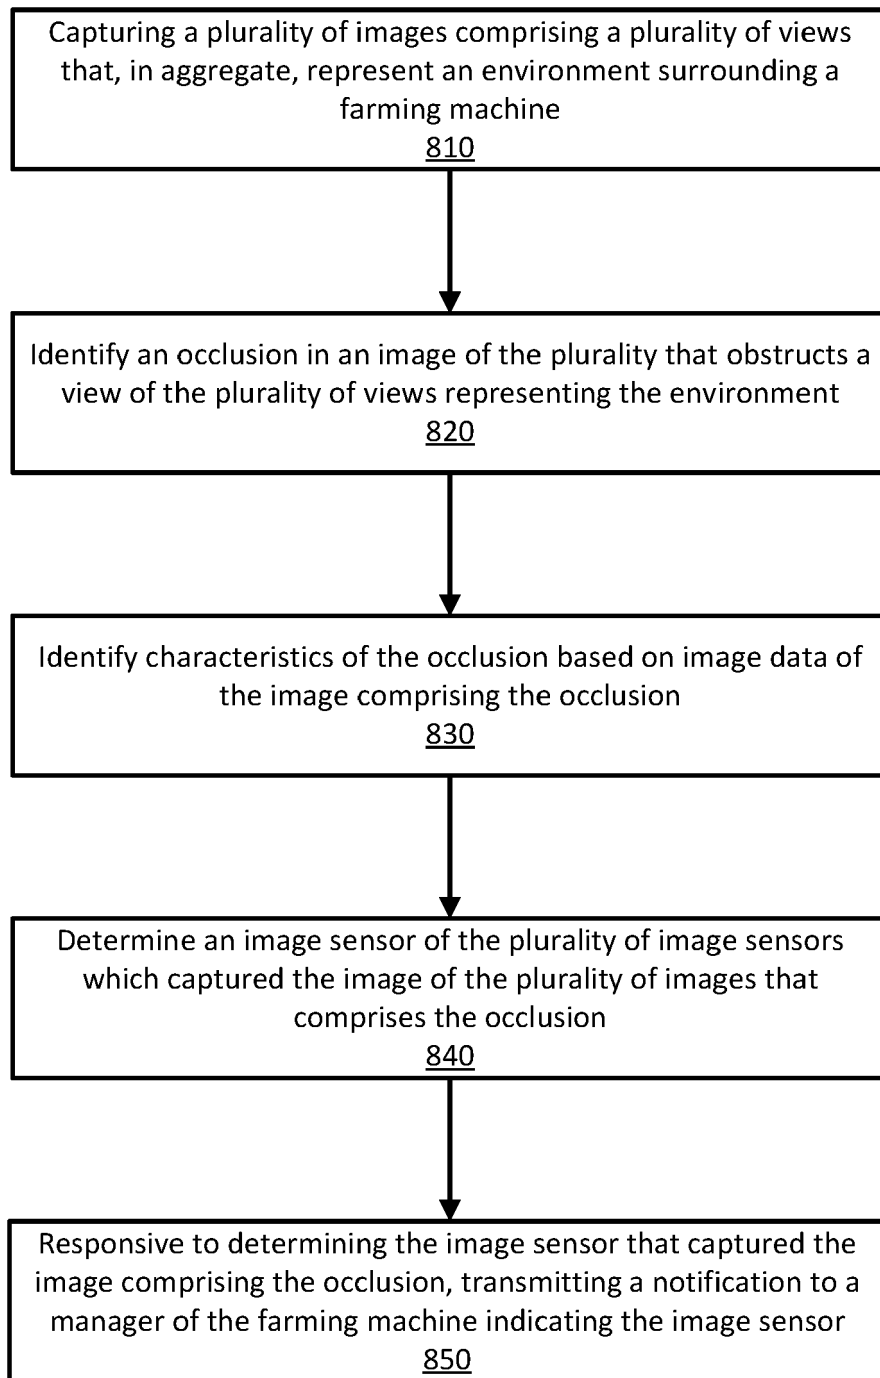 Capturing a plurality of images comprising a plurality of views
that, in aggregate, represent an environment surrounding a
farming machine
810
Identify an occlusion in an image of the plurality that obstructs a
view of the plurality of views representing the environment
820
Identify characteristics of the occlusion based on image data of
the image comprising the occlusion
830
Determine an image sensor of the plurality of image sensors
which captured the image of the plurality of images that
comprises the occlusion
840
Responsive to determining the image sensor that captured the
image comprising the occlusion, transmitting a notification to a
manager of the farming machine indicating the image sensor
850